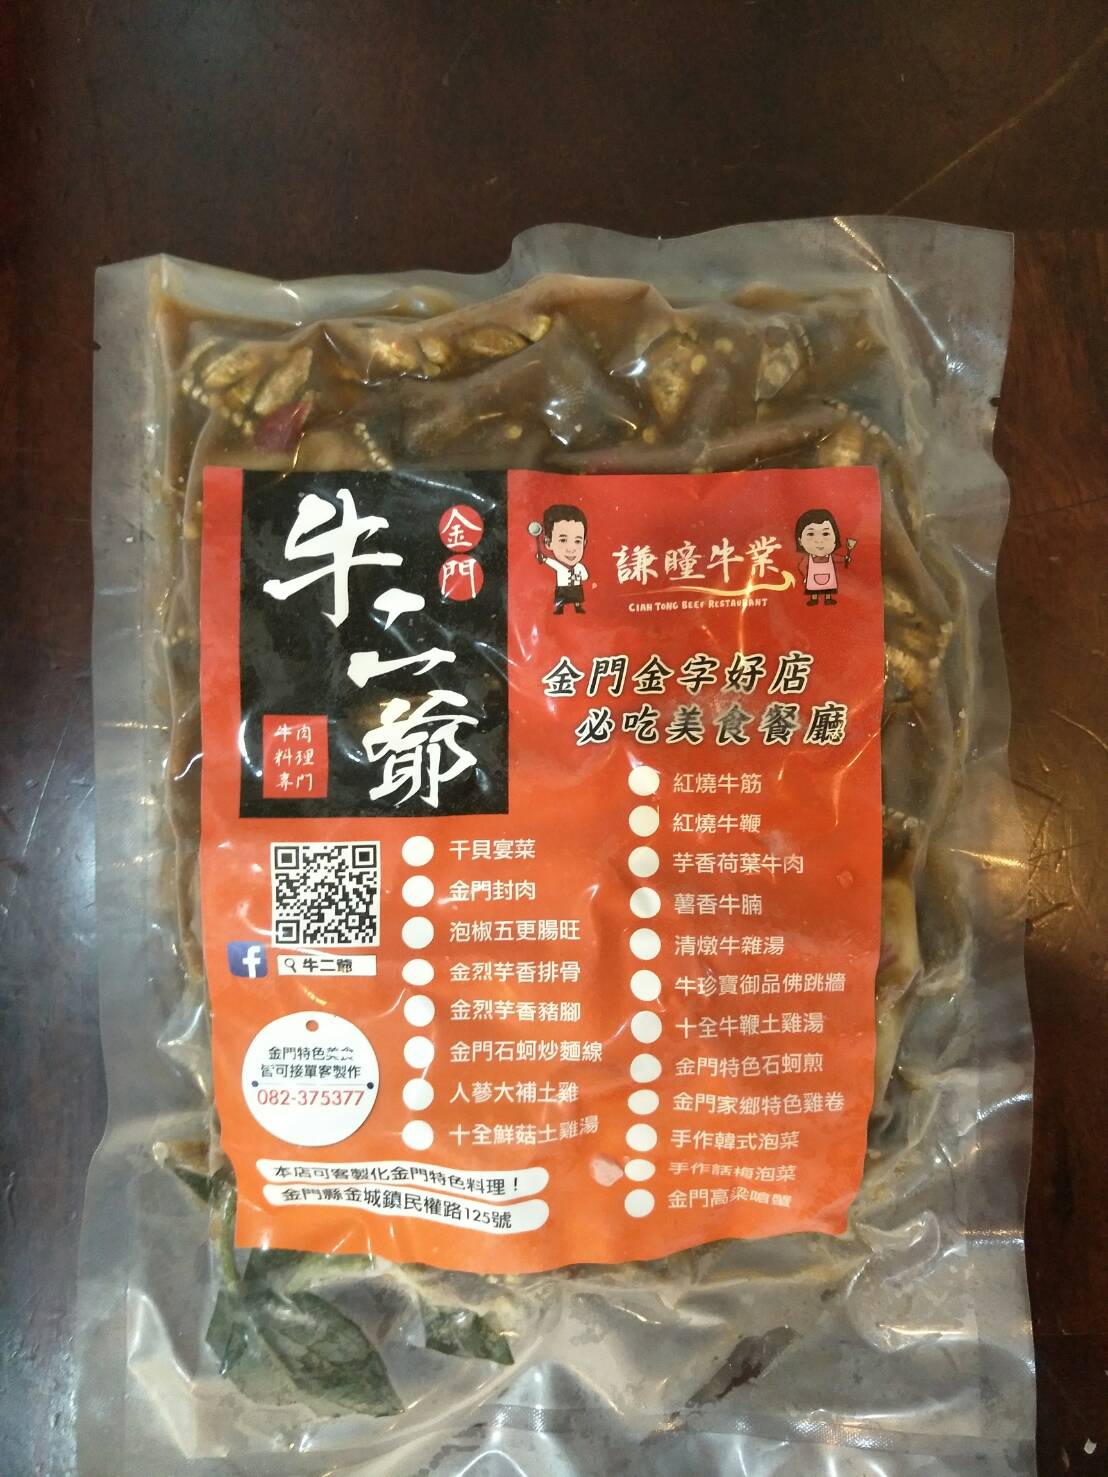 金門
牛二爺
牛肉
料理
專門
謙瞳牛業
CIAN TONG BEEF RESTAURANT
金門金字好店
必吃美食餐廳
紅燒牛筋
紅燒牛鞭
芋香荷葉牛肉
薯香牛腩
清燉牛雜湯
牛珍寶御品佛跳牆
十全牛鞭土雞湯
金門特色石蚵煎
金門家鄉特色雞卷
手作韓式泡菜
手作話梅泡菜
金門高粱嗆蟹
干貝宴菜
金門封肉
泡椒五更腸旺
金烈芋香排骨
金烈芋香豬腳
金門石蚵炒麵線
人蔘大補土雞
十全鮮菇土雞湯
f
牛二爺
金門特色美食
皆可接單客製作
082-375377
本店可客製化金門特色料理！
金門縣金城鎮民權路125號